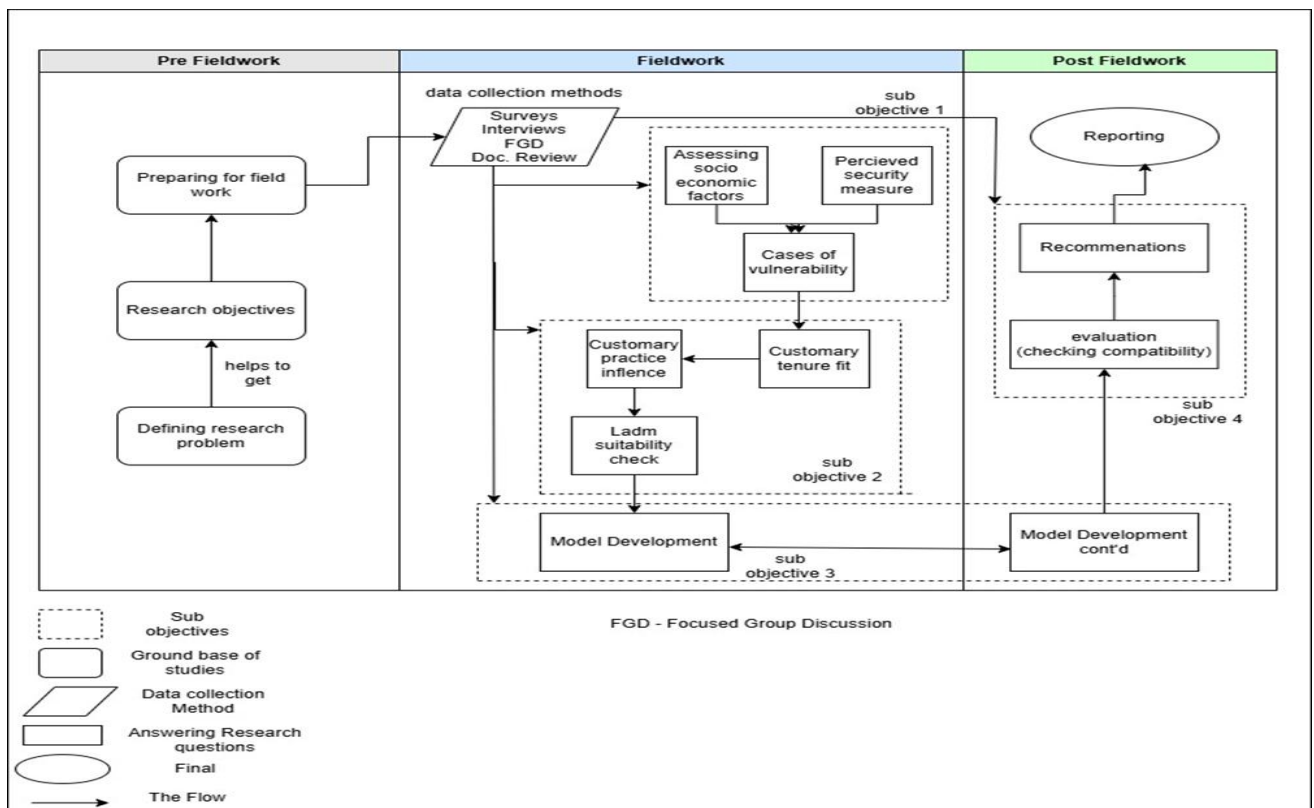 Pre Fieldwork
Fieldwork
Post Fieldwork
Preparing for field
work
Research objectives
helps to
get
Defining research
problem
data collection methods
Surveys
Interviews
FGD
Doc. Review
sub
objective 1
Assessing
socio
economic
factors
Percieved
security
measure
Cases of
vulnerability
Customary
practice
inflence
Customary
tenure fit
Ladm
suitability
check
sub
objective 2
Model Development
sub
objective 3
Reporting
Recommenations
evaluation
(checking compatibility)
sub
objective 4
Model Development
cont'd
FGD - Focused Group Discussion
Sub
objectives
Ground base of
studies
Data collection
Method
Answering Research
questions
Final
The Flow